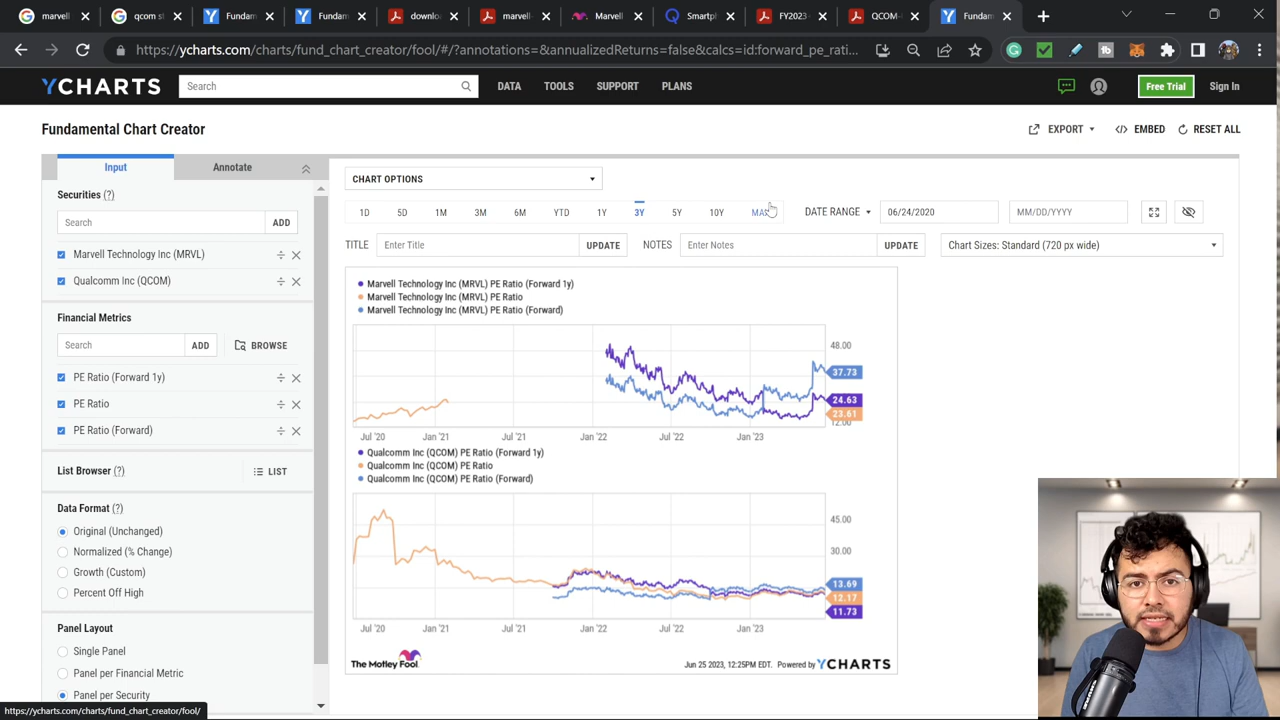 marvell
qcom st
Fundam
Fundam
downlo
marvell-
Marvell
Smartpl
FY2023-
QCOM-
Fundam
https://ycharts.com/charts/fund_chart_creator/fool/#/?annotations=&annualizedReturns=false&calcs=id:forward_pe_rati...
YCHARTS
Search
DATA
TOOLS
SUPPORT
PLANS
Free Trial
Sign In
Fundamental Chart Creator
EXPORT
EMBED
RESET ALL
Input
Annotate
Securities (?)
Search
ADD
Marvell Technology Inc (MRVL)
Qualcomm Inc (QCOM)
Financial Metrics
Search
ADD
BROWSE
PE Ratio (Forward 1y)
PE Ratio
PE Ratio (Forward)
List Browser (?)
LIST
Data Format (?)
Original (Unchanged)
Normalized (% Change)
Growth (Custom)
Percent Off High
Panel Layout
Single Panel
Panel per Financial Metric
Panel per Security
https://ycharts.com/charts/fund_chart_creator/fool/
CHART OPTIONS
1D
5D
1M
3M
6M
YTD
1Y
3Y
5Y
10Y
DATE RANGE
06/24/2020
MM/DD/YYYY
TITLE
Enter Title
UPDATE
NOTES
Enter Notes
UPDATE
Chart Sizes: Standard (720 px wide)
Marvell Technology Inc (MRVL) PE Ratio (Forward 1y)
Marvell Technology Inc (MRVL) PE Ratio
Marvell Technology Inc (MRVL) PE Ratio (Forward)
48.00
37.73
24.63
23.61
12.00
Jul '20
Jan '21
Jul '21
Jan '22
Jul '22
Jan '23
Qualcomm Inc (QCOM) PE Ratio (Forward 1y)
Qualcomm Inc (QCOM) PE Ratio
Qualcomm Inc (QCOM) PE Ratio (Forward)
45.00
30.00
13.69
12.17
11.73
Jul '20
Jan '21
Jul '21
Jan '22
Jul '22
Jan '23
The Motley Fool
Jun 25 2023, 12:25PM EDT. Powered by YCHARTS